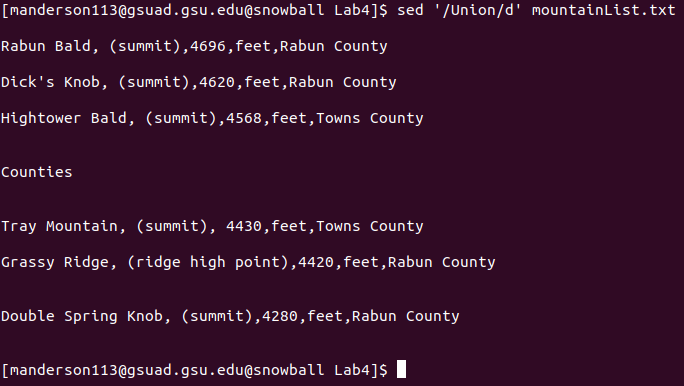 [manderson113@gsuad.gsu.edu@snowball Lab4]$ sed '/Union/d' mountainList.txt
Rabun Bald, (summit),4696,feet,Rabun County
Dick's Knob, (summit),4620,feet,Rabun County
Hightower Bald, (summit),4568,feet,Towns County
Counties
Tray Mountain, (summit), 4430,feet,Towns County
Grassy Ridge, (ridge high point),4420,feet,Rabun County
Double Spring Knob, (summit),4280,feet,Rabun County
[manderson113@gsuad.gsu.edu@snowball Lab4]$